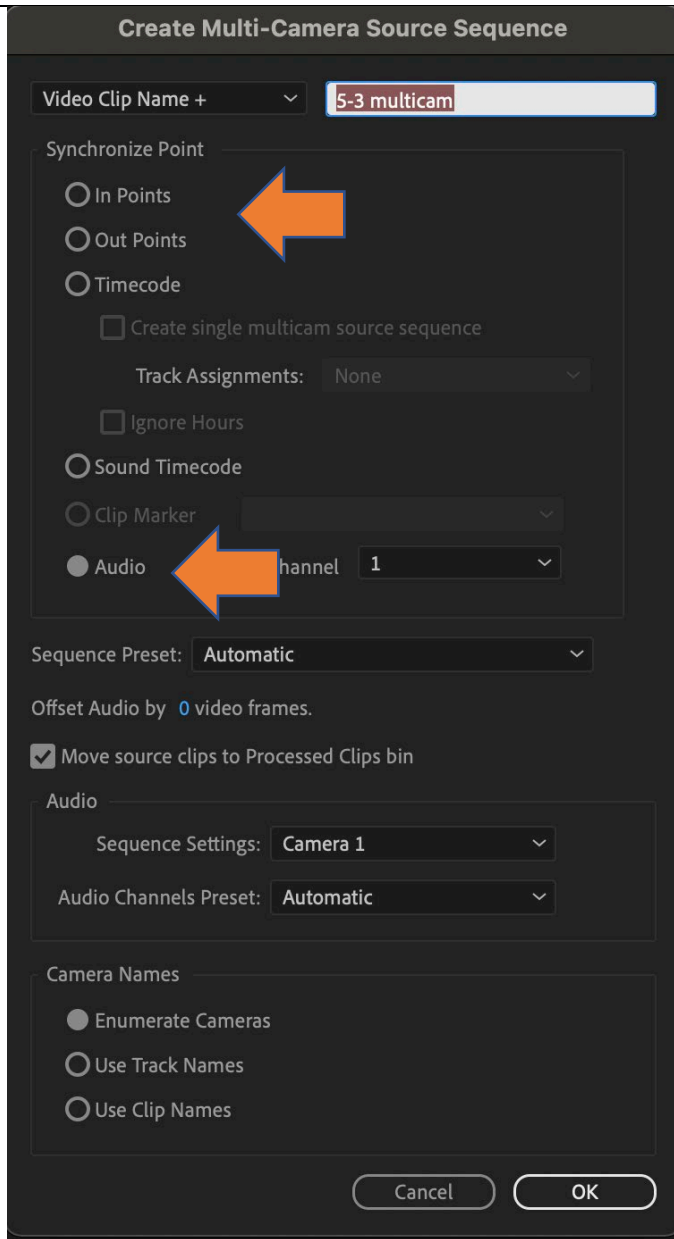 Create Multi-Camera Source Sequence
Video Clip Name + 5-3 multicam
Synchronize Point
In Points
Out Points
Timecode
Create single multicam source sequence
Track Assignments: None
Ignore Hours
Sound Timecode
Clip Marker
Audio hannel 1
Sequence Preset: Automatic
Offset Audio by 0 video frames.
Move source clips to Processed Clips bin
Audio
Sequence Settings: Camera 1
Audio Channels Preset: Automatic
Camera Names
Enumerate Cameras
Use Track Names
Use Clip Names
Cancel OK